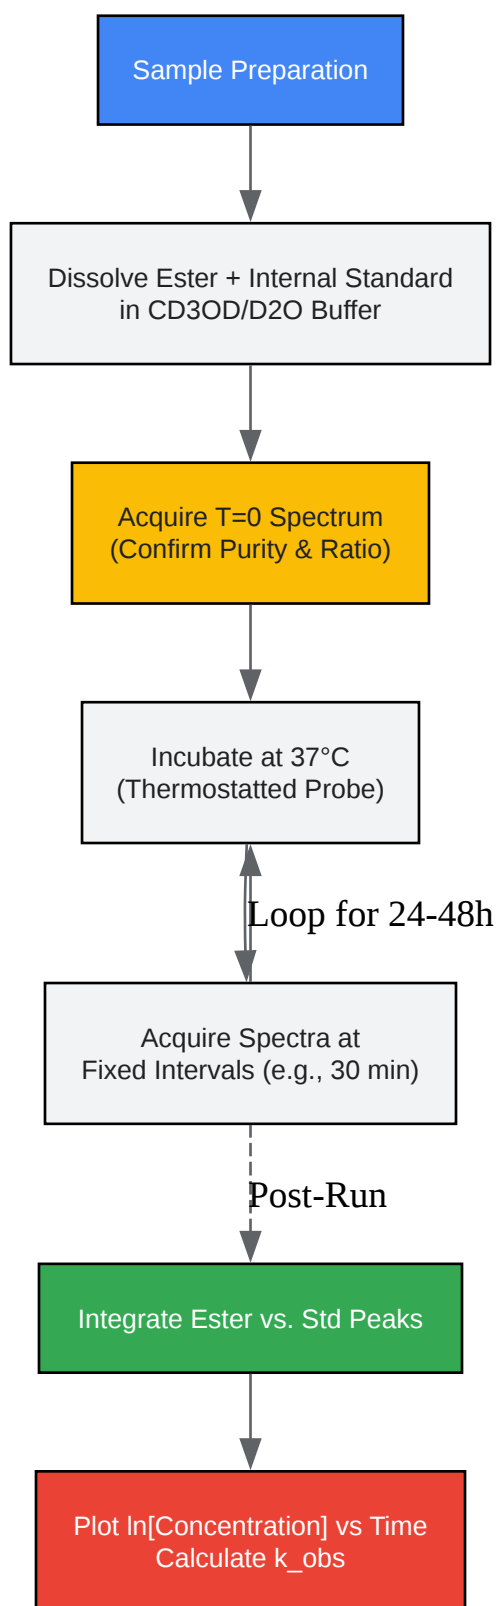 Sample Preparation
Dissolve Ester + Internal Standard
in CD3OD/D2O Buffer
Acquire T=0 Spectrum
(Confirm Purity & Ratio)
Incubate at 37°C
(Thermostatted Probe)
Loop for 24-48h
Acquire Spectra at
Fixed Intervals (e.g., 30 min)
Post-Run
Integrate Ester vs. Std Peaks
Plot ln[Concentration] vs Time
Calculate k_obs